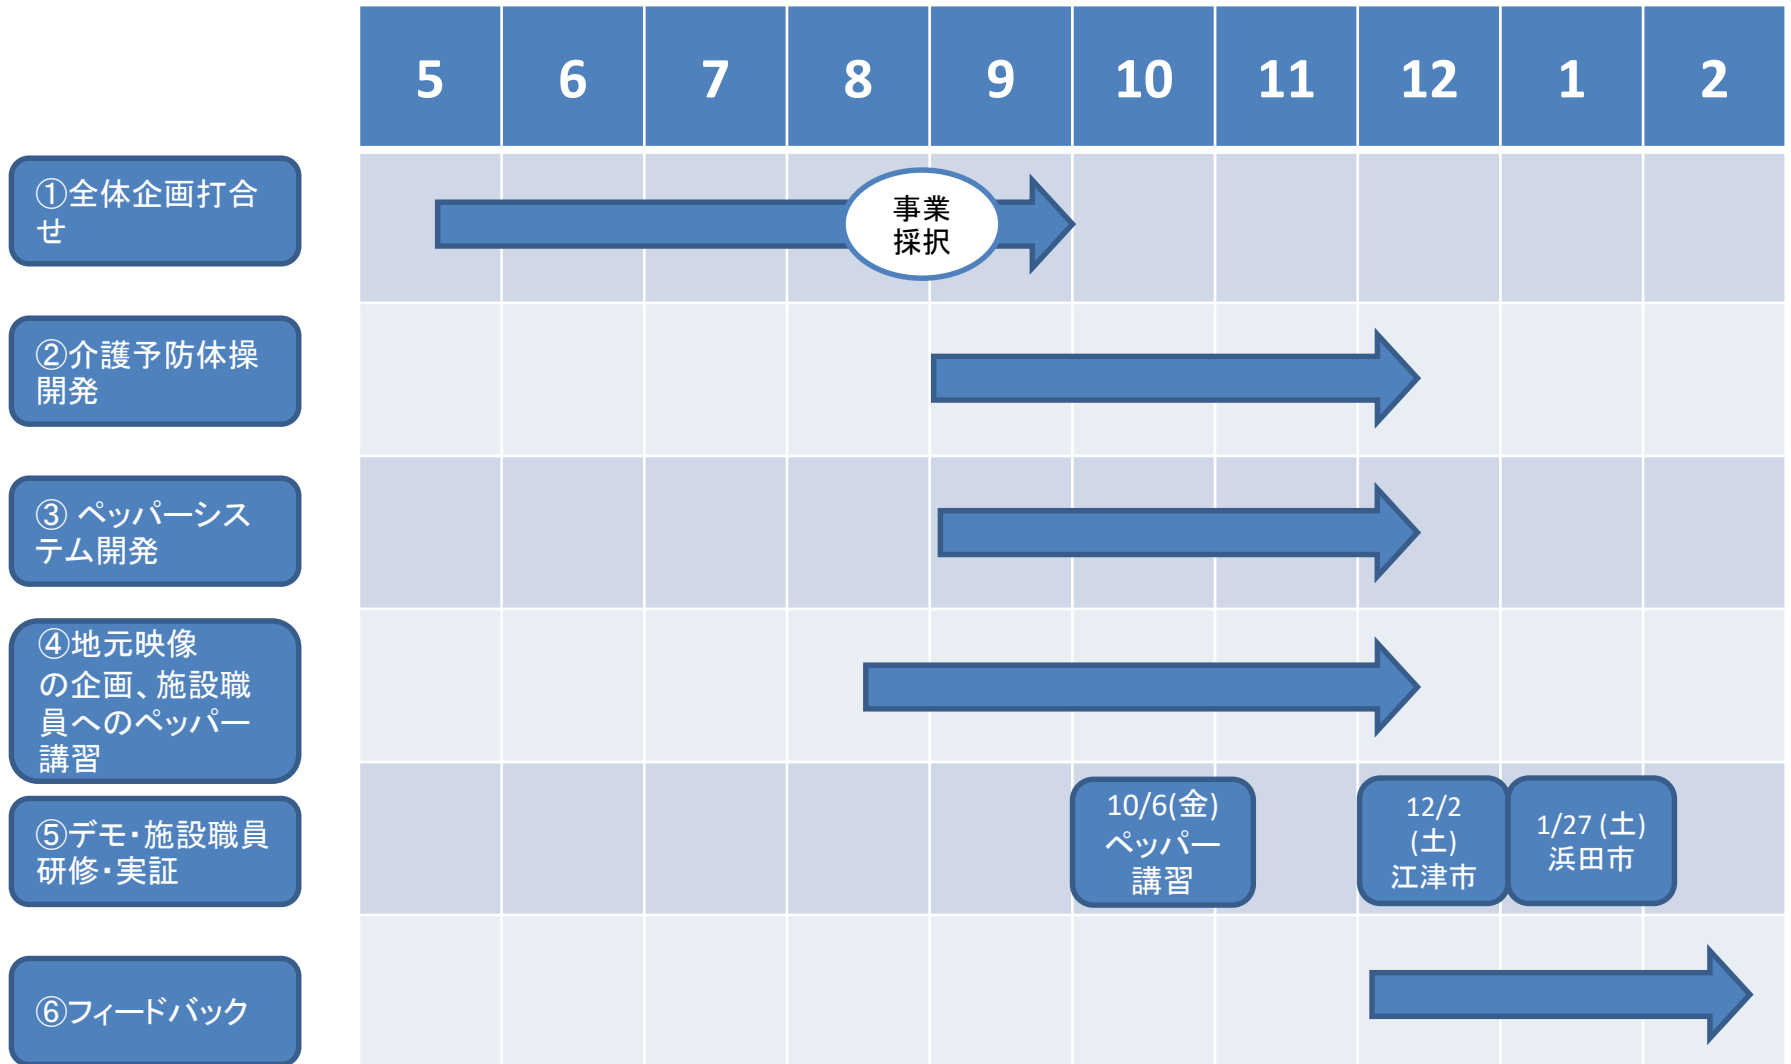 5 6 7 8 9 10 11 12 1 2
①全体企画打合
せ
事業
採択
②介護予防体操
開発
③ ペッパーシス
テム開発
④地元映像
の企画、施設職
員へのペッパー
講習
⑤デモ・施設職員
研修・実証
10/6(金)
ペッパー
講習
12/2
(土)
江津市
1/27 (土)
浜田市
⑥フィードバック